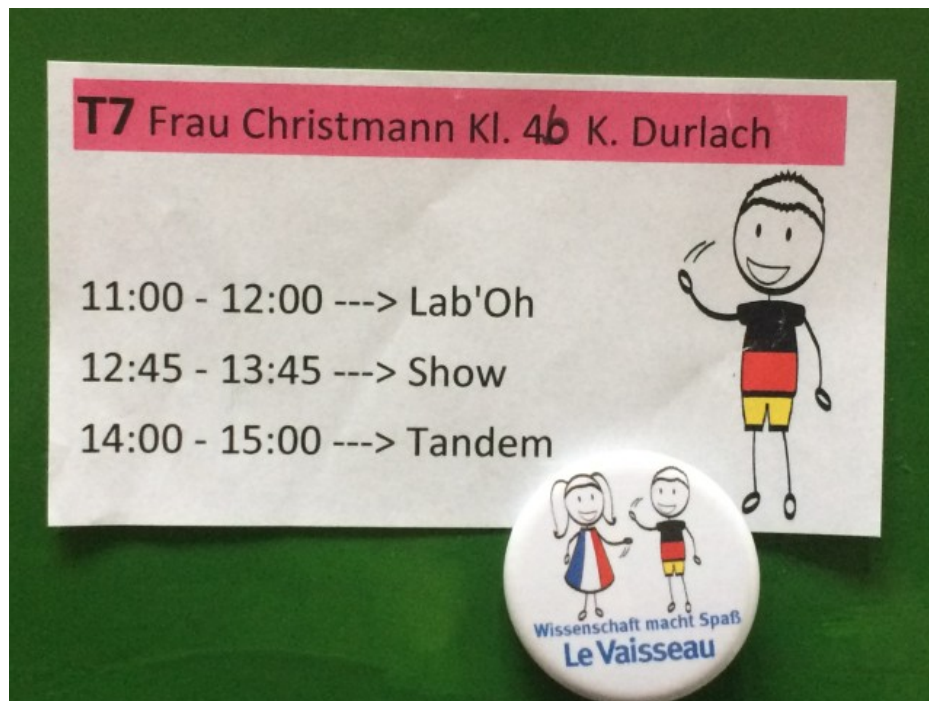 T7 Frau Christmann Kl. 4b K. Durlach
11:00 - 12:00 ---> Lab'Oh
12:45 - 13:45 ---> Show
14:00 - 15:00 ---> Tandem
Wissenschaft macht Spaß
Le Vaisseau